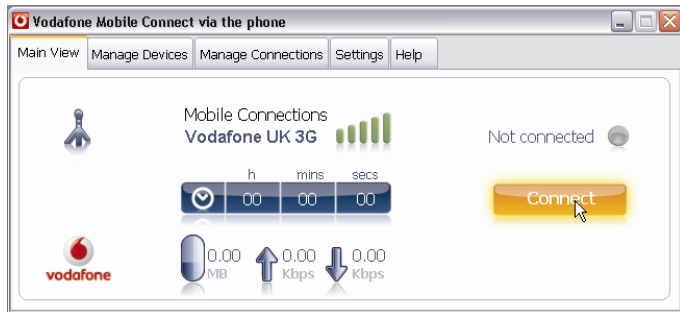 Vodafone Mobile Connect via the phone
Main View Manage Devices Manage Connections Settings Help
Mobile Connections
Vodafone UK 3G
Not connected
h mins secs
00 00 00
Connect
vodafone
0.00 0.00 0.00
MB Kbps Kbps